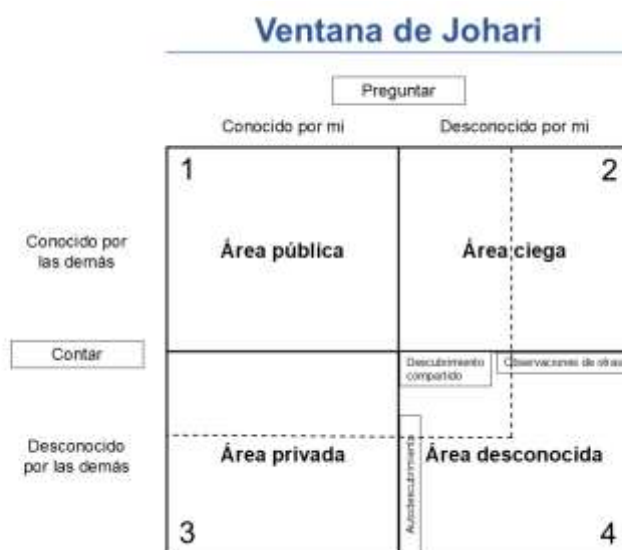 Ventana de Johari
Preguntar
Conocido por mi
Desconocido por mi
1
2
Conocido por
las demás
Área pública
Área ciega
Contar
Descubrimiento
compartido
Observaciones de otras
Desconocido
por las demás
Área privada
Autodescubrimiento
Área desconocida
3
4